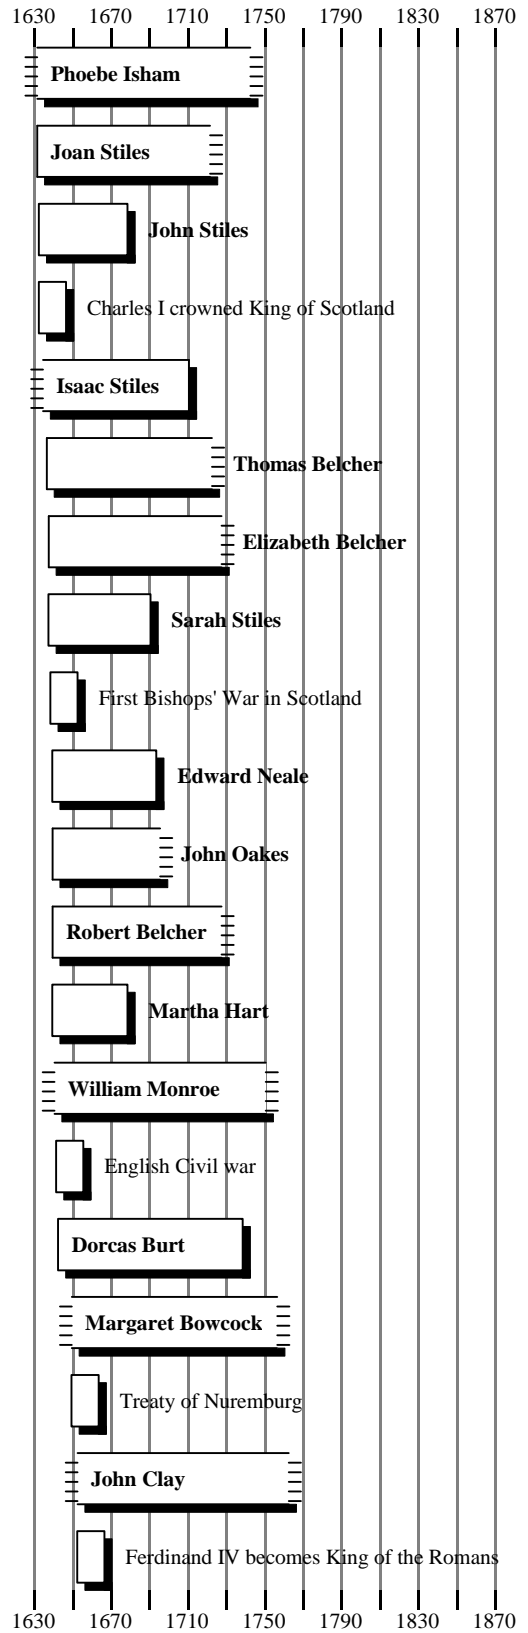 1630 1670 1710 1750 1790 1830 1870
Phoebe Isham
Joan Stiles
John Stiles
Charles I crowned King of Scotland
Isaac Stiles
Thomas Belcher
Elizabeth Belcher
Sarah Stiles
First Bishops' War in Scotland
Edward Neale
John Oakes
Robert Belcher
Martha Hart
William Monroe
English Civil war
Dorcas Burt
Margaret Bowcock
Treaty of Nuremburg
John Clay
Ferdinand IV becomes King of the Romans
1630 1670 1710 1750 1790 1830 1870